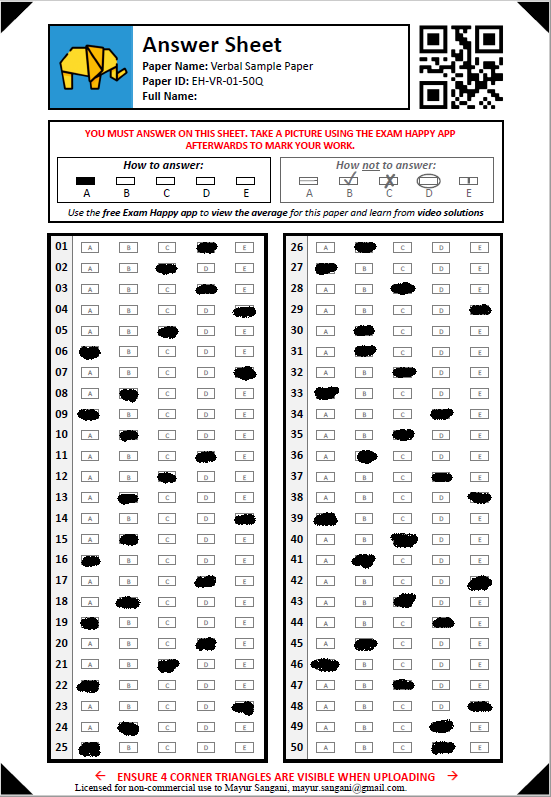 Answer Sheet
Paper Name: Verbal Sample Paper
Paper ID: EH-VR-01-50Q
Full Name:
YOU MUST ANSWER ON THIS SHEET. TAKE A PICTURE USING THE EXAM HAPPY APP
AFTERWARDS TO MARK YOUR WORK.
How to answer:
A B C D E
How not to answer:
A B C D E
Use the free Exam Happy app to view the average for this paper and learn from video solutions
01 A B C E
02 A B D E
03 A B C E
04 A B C D
05 A B D E
06 B C D E
07 A B C D
08 A C D E
09 B C D E
10 A C D E
11 A B C E
12 A B D E
13 A C D E
14 A B C D
15 A C D E
16 B C D E
17 A B C E
18 A C D E
19 B C D E
20 A B C E
21 A B D E
22 B C D E
23 A B C D
24 A C D E
25 B C D E
26 A C D E
27 B C D E
28 A B D E
29 A B C D
30 A C D E
31 A C D E
32 A B D E
33 B C D E
34 A B C E
35 A B D E
36 A C D E
37 A B C E
38 A B C D
39 B C D E
40 A B D E
41 A C D E
42 A B C D
43 A B D E
44 A B C E
45 A C D E
46 B C D E
47 A B D E
48 A B C D
49 A B C E
50 A B C E
← ENSURE 4 CORNER TRIANGLES ARE VISIBLE WHEN UPLOADING →
Licensed for non-commercial use to Mayur Sangani, mayur.sangani@gmail.com.